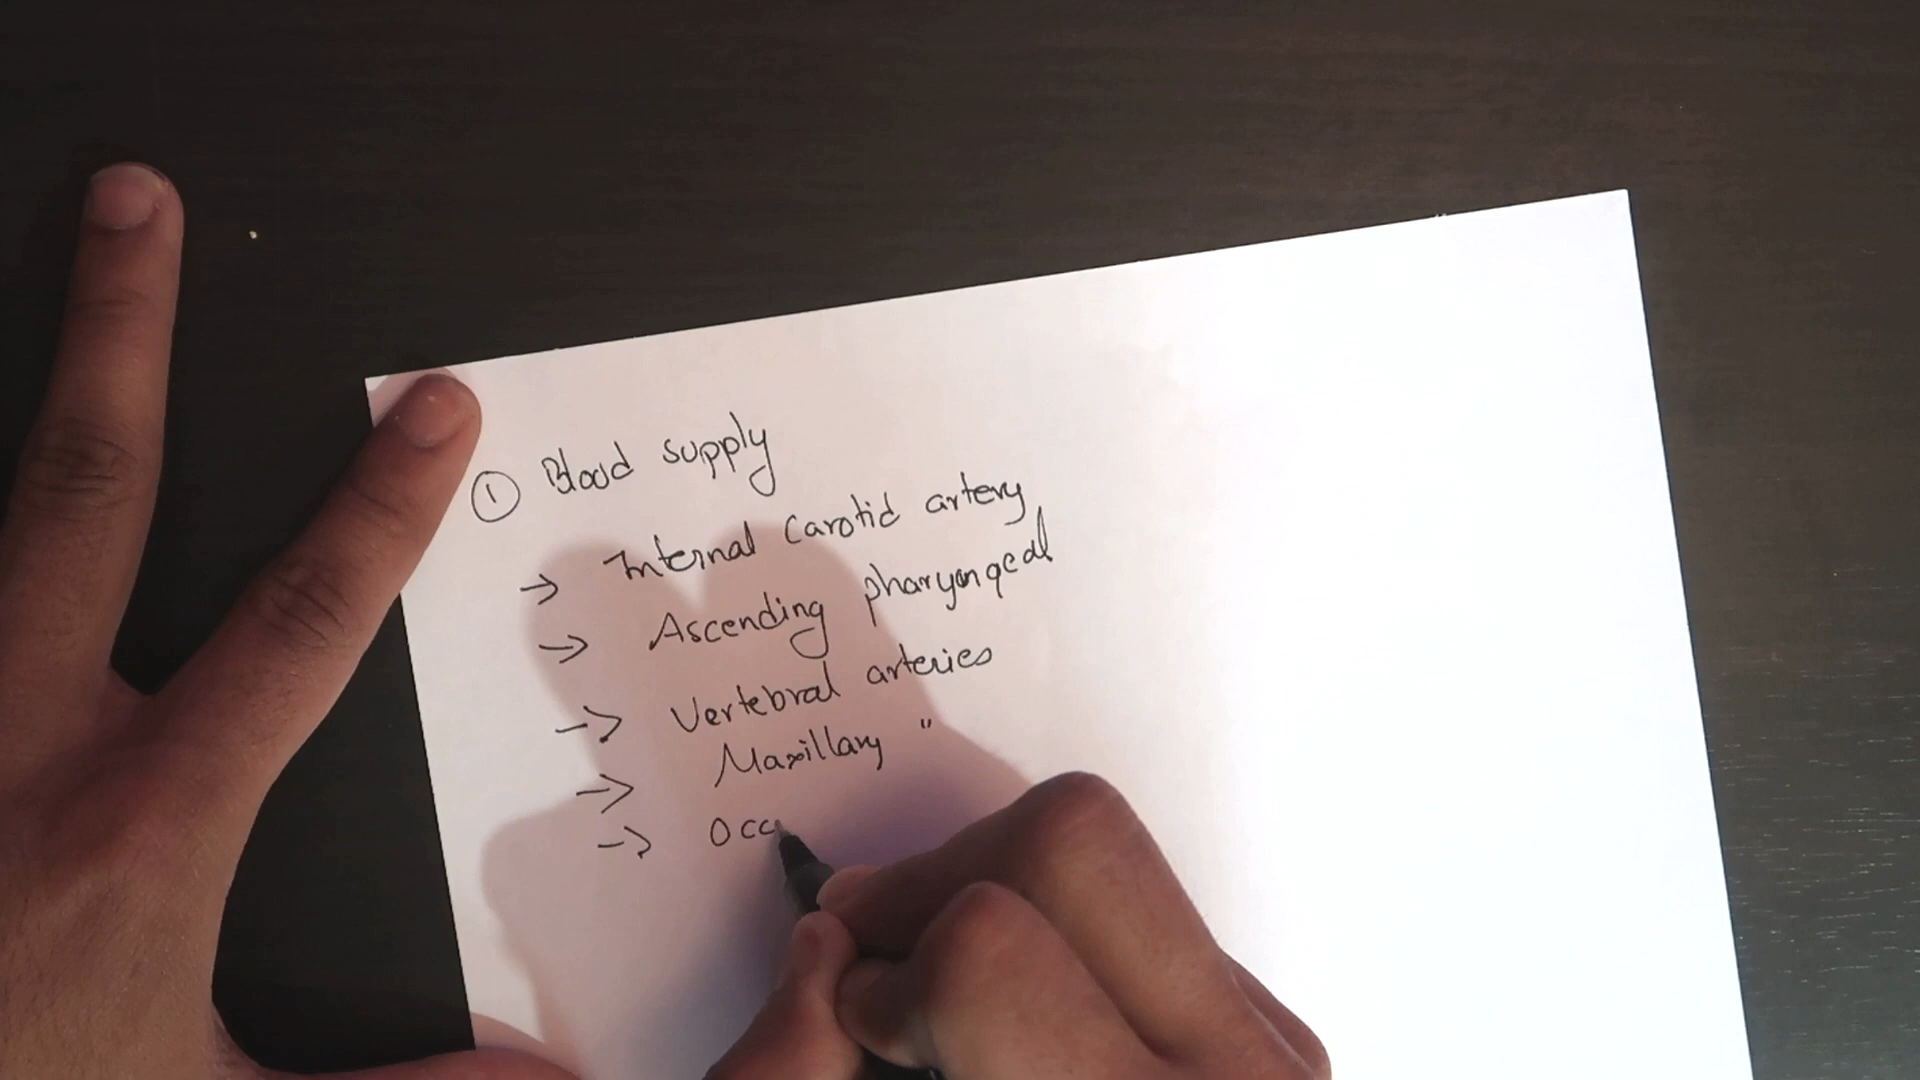 ① Blood supply
→ Internal Carotid artery
→ Ascending pharyngeal
→ Vertebral arteries
→ Maxillary "
→ Occ